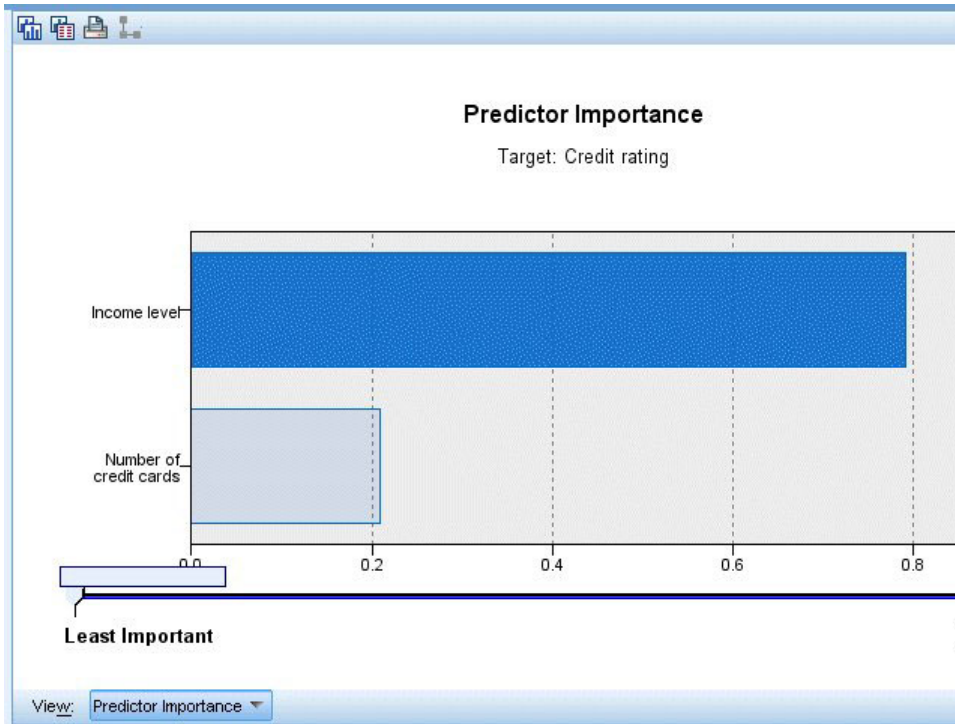 Predictor Importance
Target: Credit rating
Income level
Number of
credit cards
0.0 0.2 0.4 0.6 0.8
Least Important
View: Predictor Importance